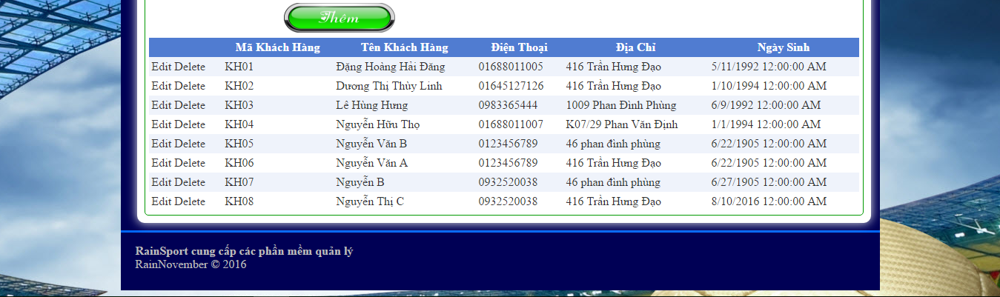 Thêm
Mã Khách Hàng Tên Khách Hàng Điện Thoại Địa Chỉ Ngày Sinh
Edit Delete KH01 Đặng Hoàng Hải Đăng 01688011005 416 Trần Hưng Đạo 5/11/1992 12:00:00 AM
Edit Delete KH02 Dương Thị Thùy Linh 01645127126 416 Trần Hưng Đạo 1/10/1994 12:00:00 AM
Edit Delete KH03 Lê Hùng Hưng 0983365444 1009 Phan Đình Phùng 6/9/1992 12:00:00 AM
Edit Delete KH04 Nguyễn Hữu Thọ 01688011007 K07/29 Phan Văn Định 1/1/1994 12:00:00 AM
Edit Delete KH05 Nguyễn Văn B 0123456789 46 phan đình phùng 6/22/1905 12:00:00 AM
Edit Delete KH06 Nguyễn Văn A 0123456789 416 Trần Hưng Đạo 6/22/1905 12:00:00 AM
Edit Delete KH07 Nguyễn B 0932520038 46 phan đình phùng 6/27/1905 12:00:00 AM
Edit Delete KH08 Nguyễn Thị C 0932520038 416 Trần Hưng Đạo 8/10/2016 12:00:00 AM
RainSport cung cấp các phần mềm quản lý
RainNovember © 2016